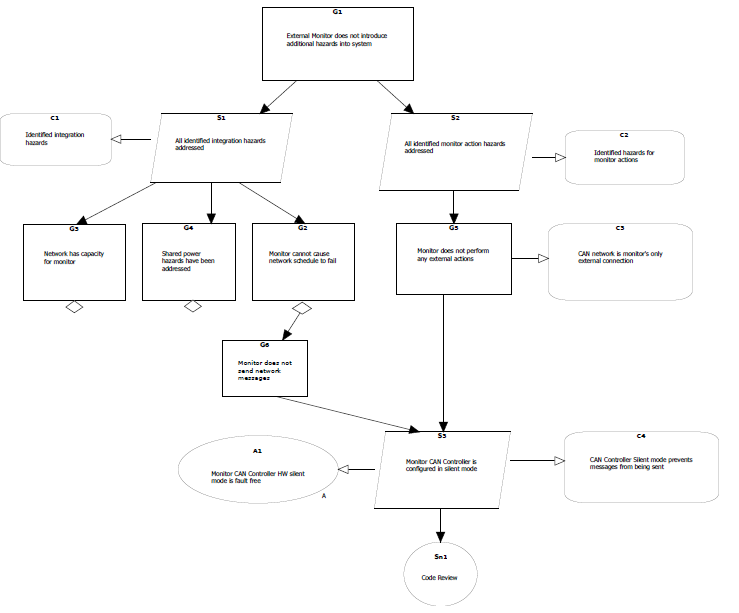 G1
External Monitor does not introduce
additional hazards into system
C1
Identified integration
hazards
S1
All identified integration hazards
addressed
S2
All identified monitor action hazards
addressed
C2
Identified hazards for
monitor actions
G3
Network has capacity
for monitor
G4
Shared power
hazards have been
addressed
G2
Monitor cannot cause
network schedule to fail
G5
Monitor does not perform
any external actions
C3
CAN network is monitor's only
external connection
G6
Monitor does not
send network
messages
A1
Monitor CAN Controller HW silent
mode is fault free
A
S3
Monitor CAN Controller is
configured in silent mode
C4
CAN Controller Silent mode prevents
messages from being sent
Sn1
Code Review